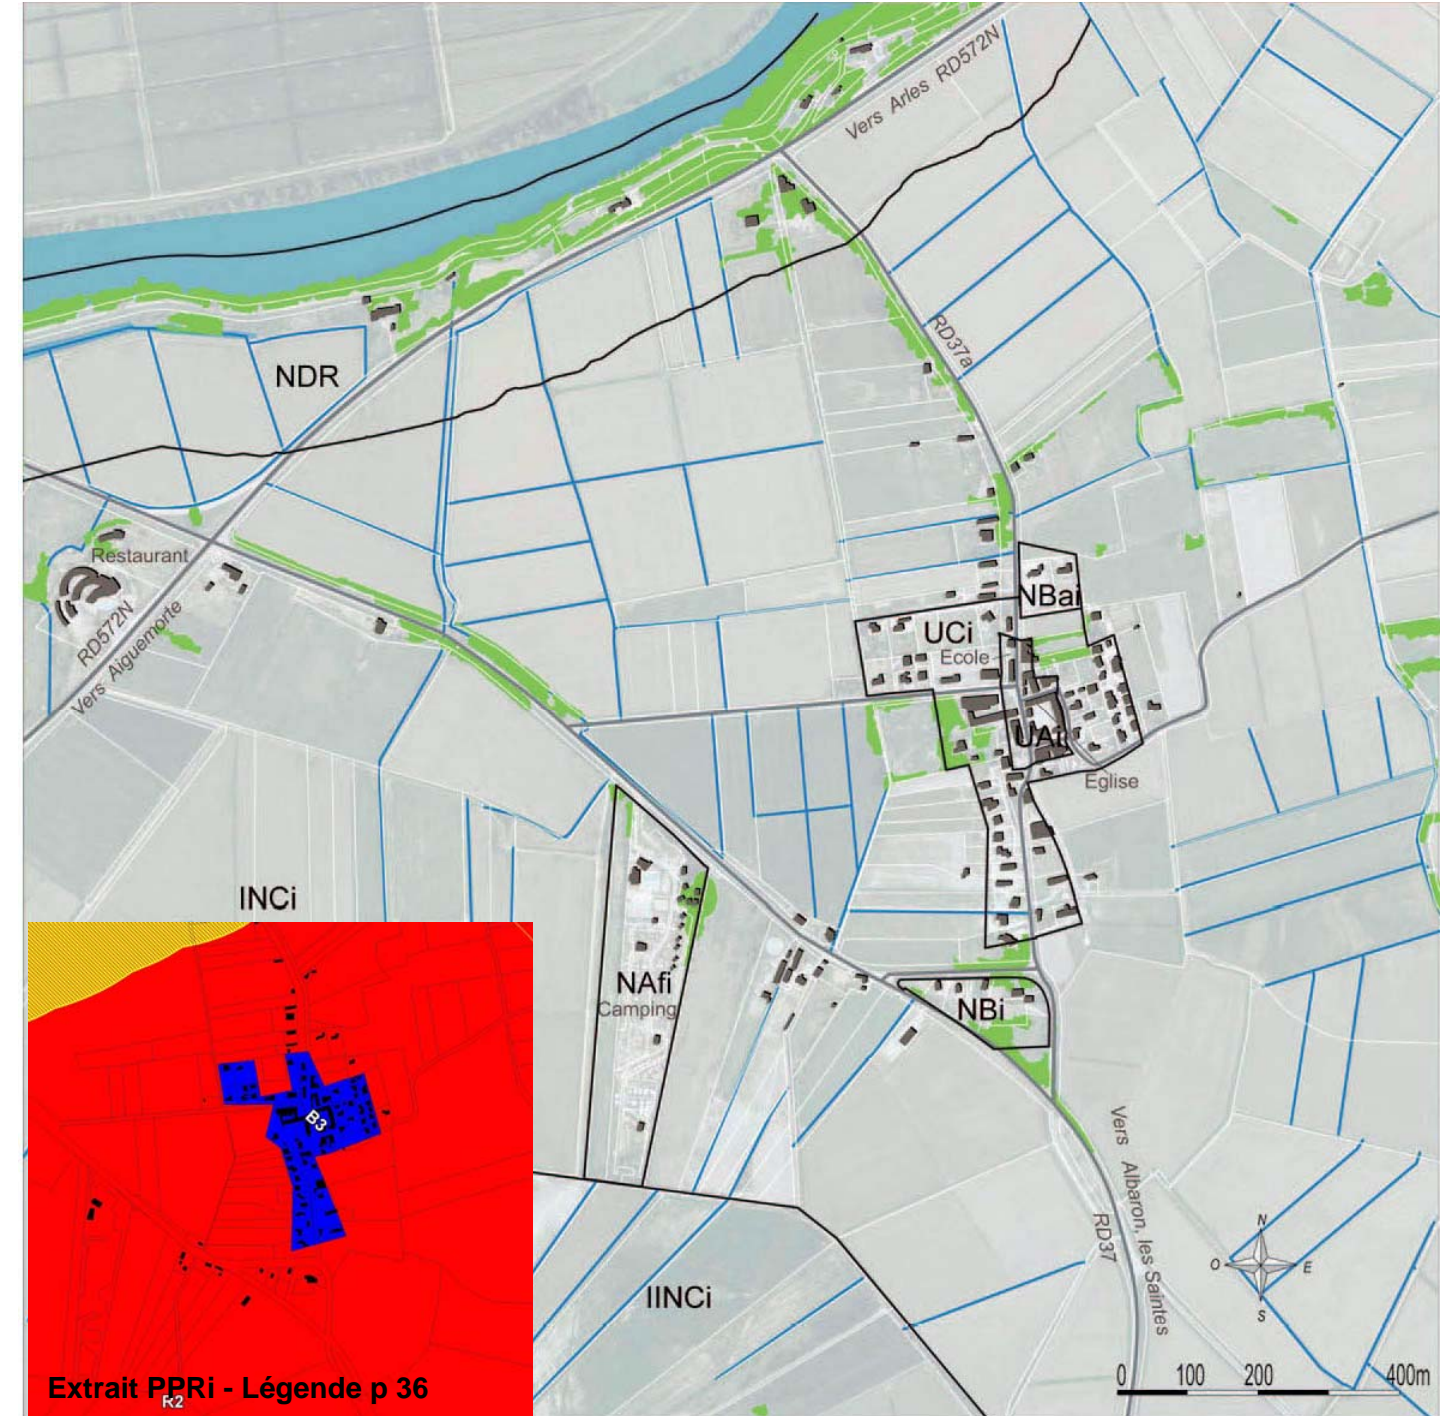 Vers Arles RD572N
RD37a
NDR
Restaurant
RD572N
Vers Aiguemorte
NBai
UCi
Ecole
UAi
Eglise
INCi
NAfi
Camping
NBi
B3
Vers Albaron, les Saintes
RD37
IINCi
N
O
E
S
0 100 200 400m
Extrait PPRi - Légende p 36
R2